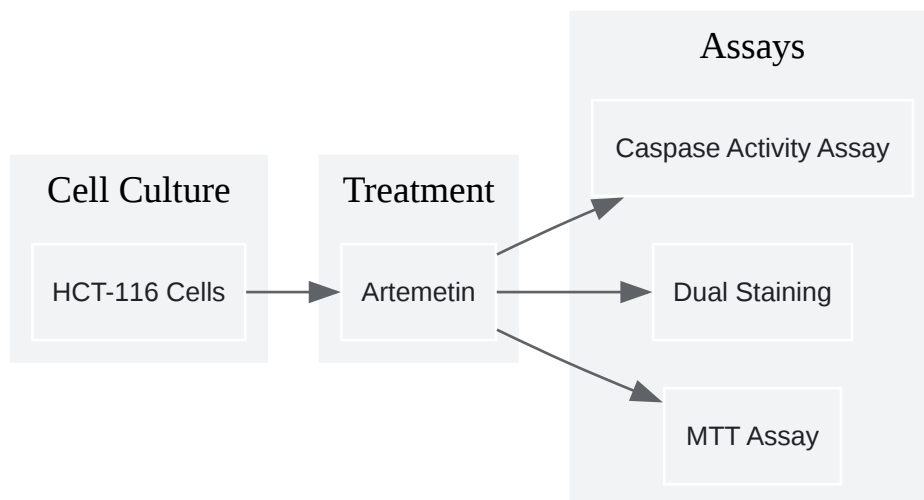 Cell Culture
HCT-116 Cells
Treatment
Artemetin
Assays
Caspase Activity Assay
Dual Staining
MTT Assay